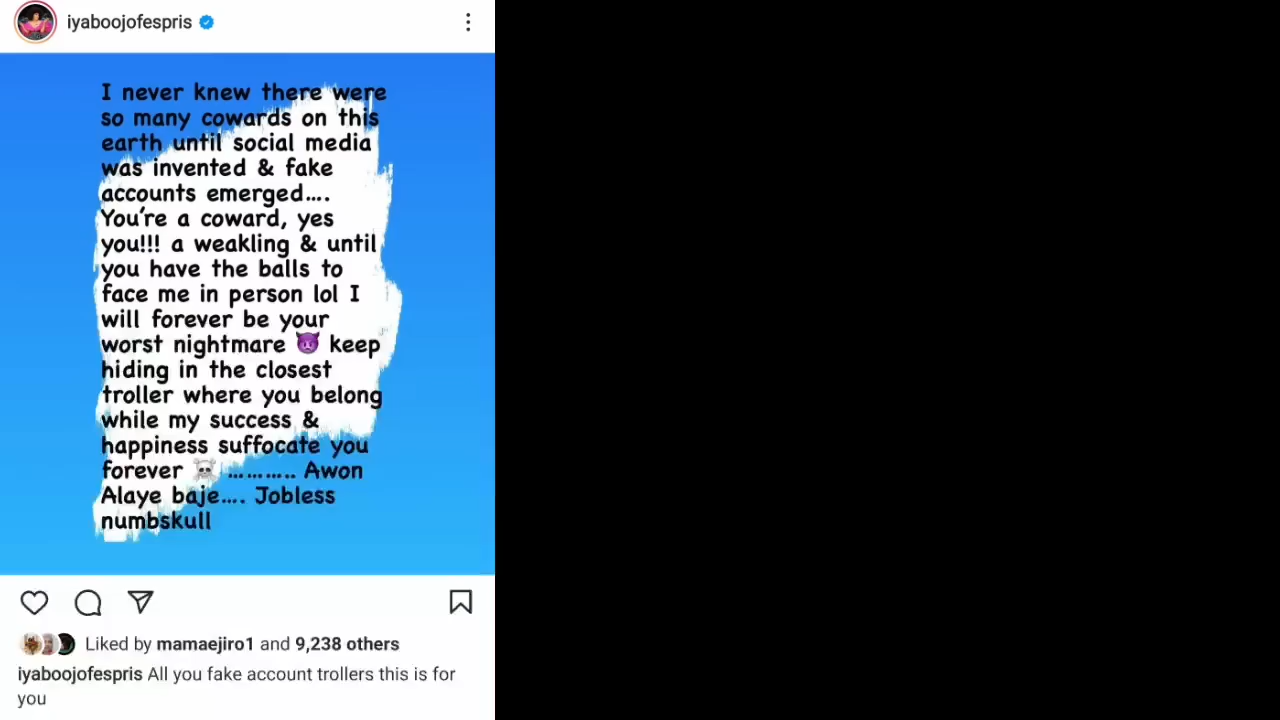 iyaboojofespris
I never knew there were
so many cowards on this
earth until social media
was invented & fake
accounts emerged....
You're a coward, yes
you!!! a weakling & until
you have the balls to
face me in person lol I
will forever be your
worst nightmare 👿 keep
hiding in the closest
troller where you belong
while my success &
happiness suffocate you
forever ☠️ ........... Awon
Alaye baje.... Jobless
numbskull
Liked by mamaejiro1 and 9,238 others
iyaboojofespris All you fake account trollers this is for
you